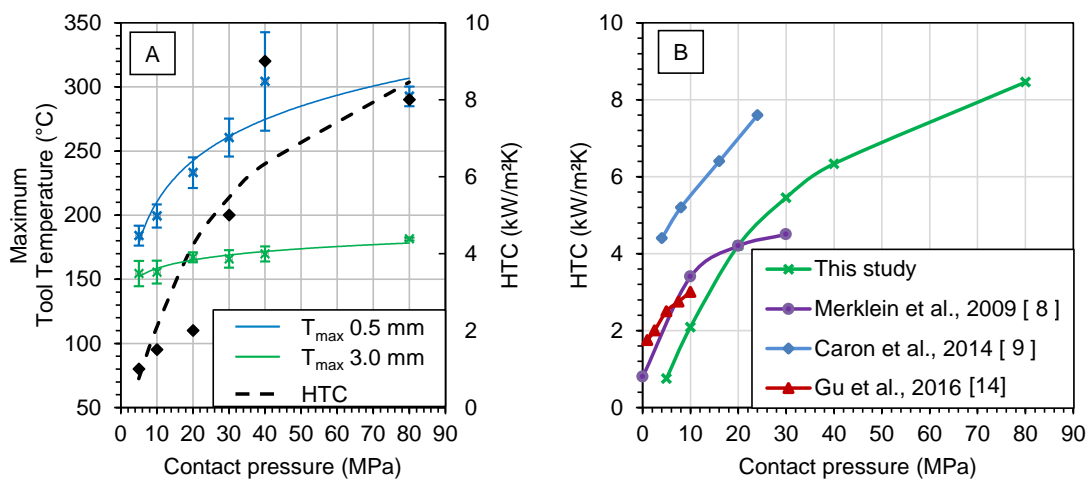 A
Maximum
Tool Temperature (°C)
350
300
250
200
150
100
50
10
8
6
4
2
0
HTC (kW/m²K)
T_max 0.5 mm
T_max 3.0 mm
HTC
0 10 20 30 40 50 60 70 80 90
Contact pressure (MPa)
B
HTC (kW/m²K)
10
8
6
4
2
0
This study
Merklein et al., 2009 [ 8 ]
Caron et al., 2014 [ 9 ]
Gu et al., 2016 [14]
0 10 20 30 40 50 60 70 80 90
Contact pressure (MPa)